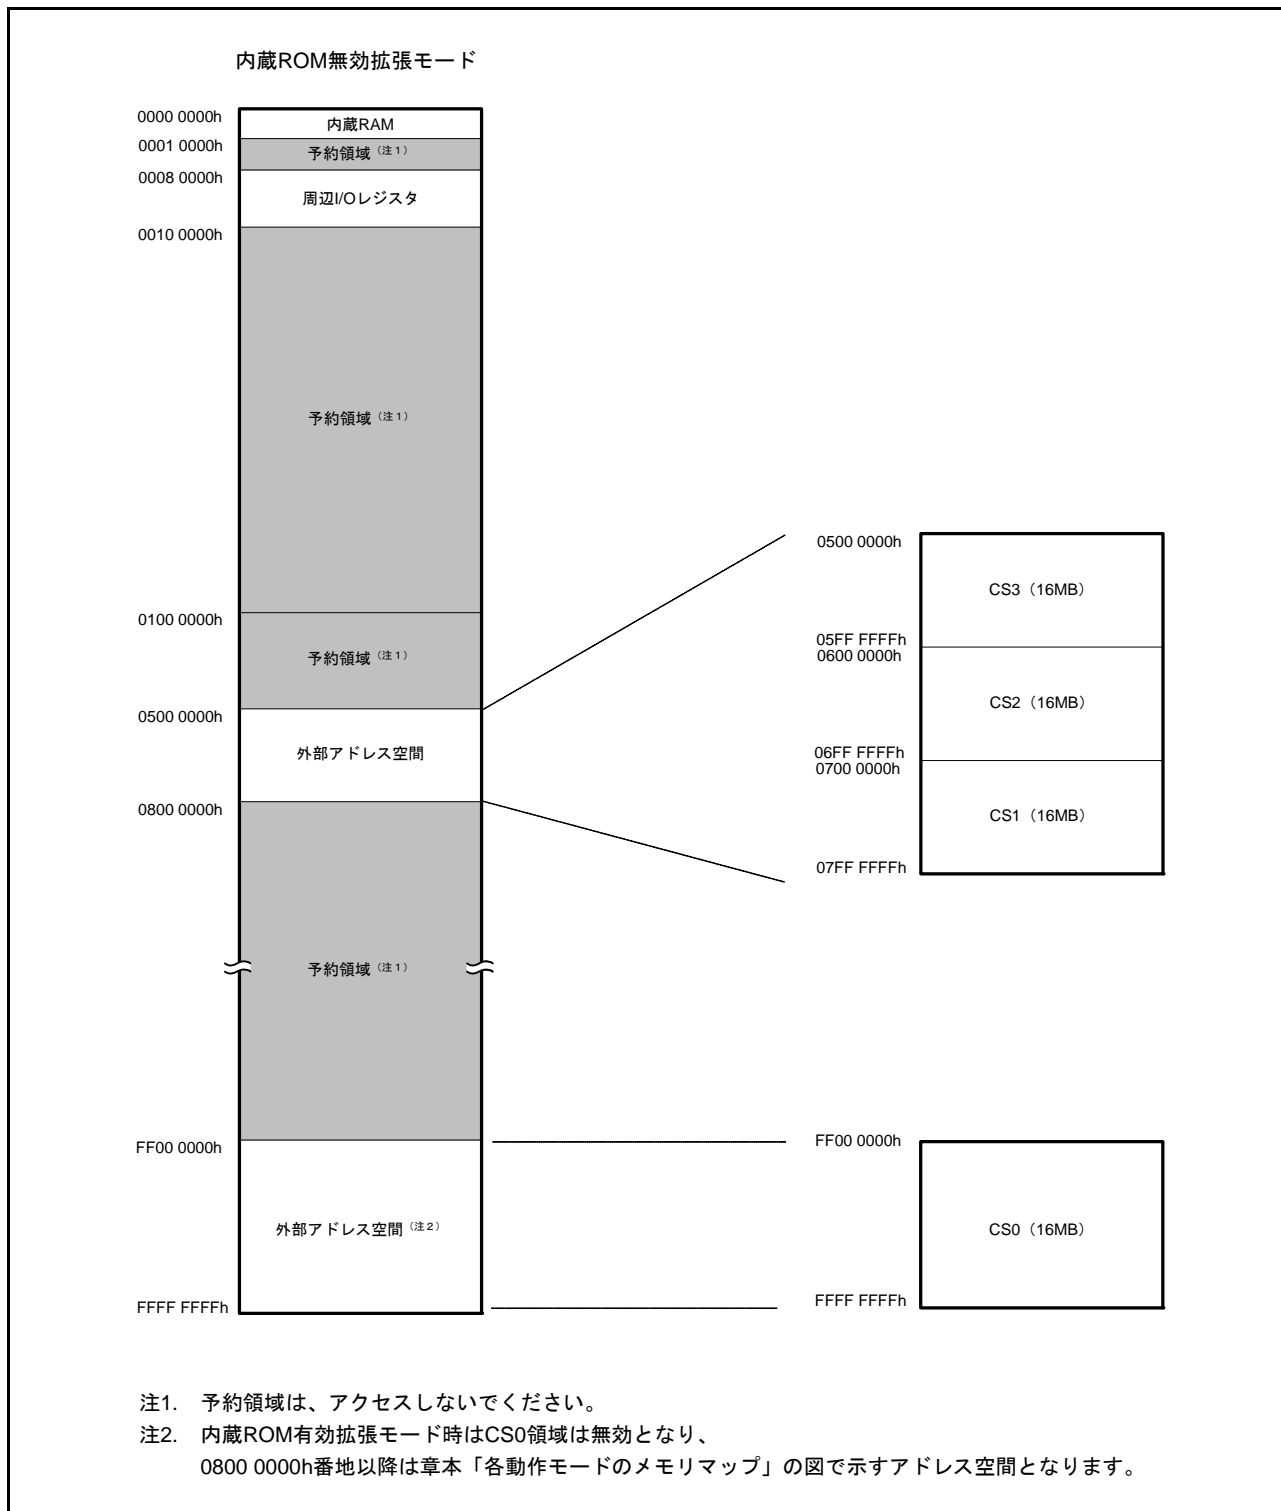 内蔵ROM無効拡張モード
0000 0000h
内蔵RAM
0001 0000h
予約領域（注１）
0008 0000h
周辺I/Oレジスタ
0010 0000h
予約領域（注１）
0100 0000h
予約領域（注１）
0500 0000h
外部アドレス空間
0800 0000h
予約領域（注１）
FF00 0000h
外部アドレス空間（注２）
FFFF FFFFh
0500 0000h
CS3（16MB）
05FF FFFFh
0600 0000h
CS2（16MB）
06FF FFFFh
0700 0000h
CS1（16MB）
07FF FFFFh
FF00 0000h
CS0（16MB）
FFFF FFFFh
注1. 予約領域は、アクセスしないでください。
注2. 内蔵ROM有効拡張モード時はCS0領域は無効となり、
0800 0000h番地以降は章本「各動作モードのメモリマップ」の図で示すアドレス空間となります。